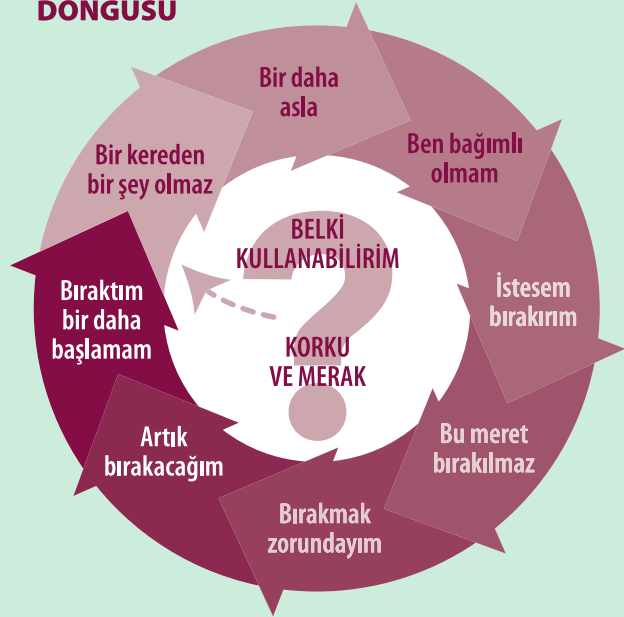 DÖNGÜSÜ
BELKİ
KULLANABİLİRİM
KORKU
VE MERAK
Bir kereden
bir şey olmaz
Bir daha
asla
Ben bağımlı
olmam
İstesem
bırakırım
Bu meret
bırakılmaz
Bırakmak
zorundayım
Artık
bırakacağım
Bıraktım
bir daha
başlamam
?